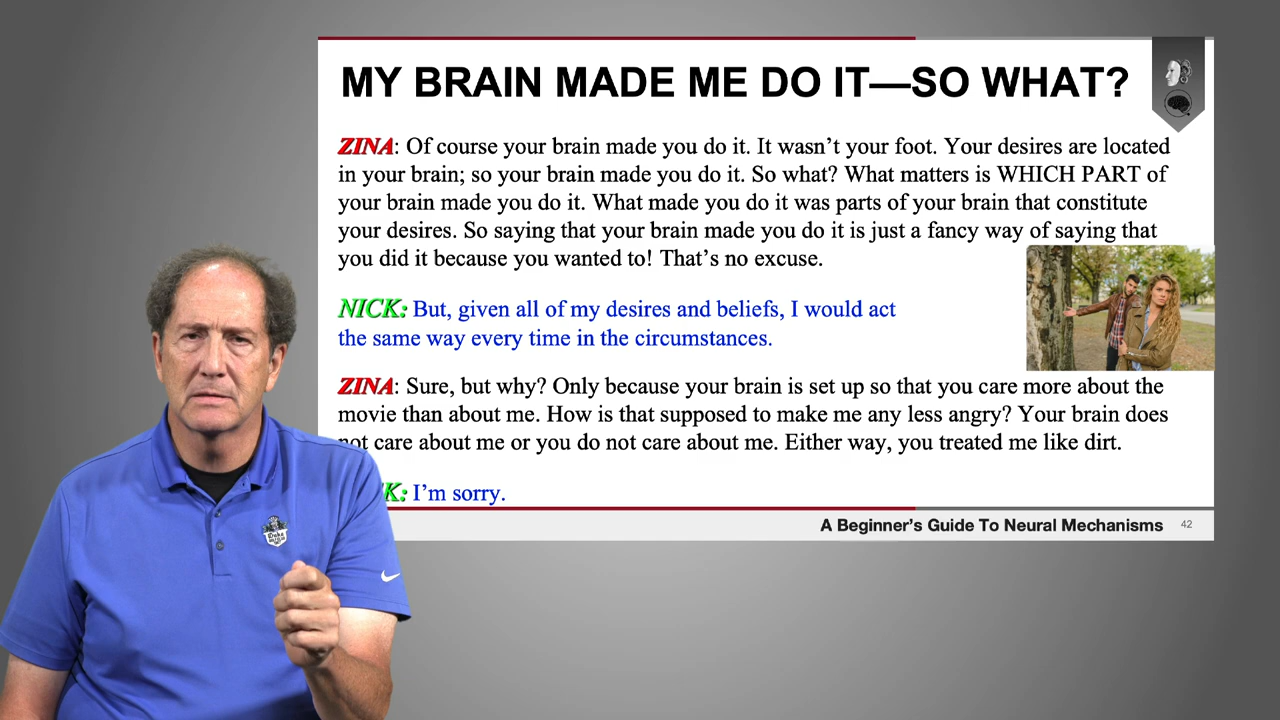 MY BRAIN MADE ME DO IT—SO WHAT?
ZINA: Of course your brain made you do it. It wasn’t your foot. Your desires are located
in your brain; so your brain made you do it. So what? What matters is WHICH PART of
your brain made you do it. What made you do it was parts of your brain that constitute
your desires. So saying that your brain made you do it is just a fancy way of saying that
you did it because you wanted to! That’s no excuse.
NICK: But, given all of my desires and beliefs, I would act
the same way every time in the circumstances.
ZINA: Sure, but why? Only because your brain is set up so that you care more about the
movie than about me. How is that supposed to make me any less angry? Your brain does
not care about me or you do not care about me. Either way, you treated me like dirt.
K: I’m sorry.
A Beginner’s Guide To Neural Mechanisms 42
Duke